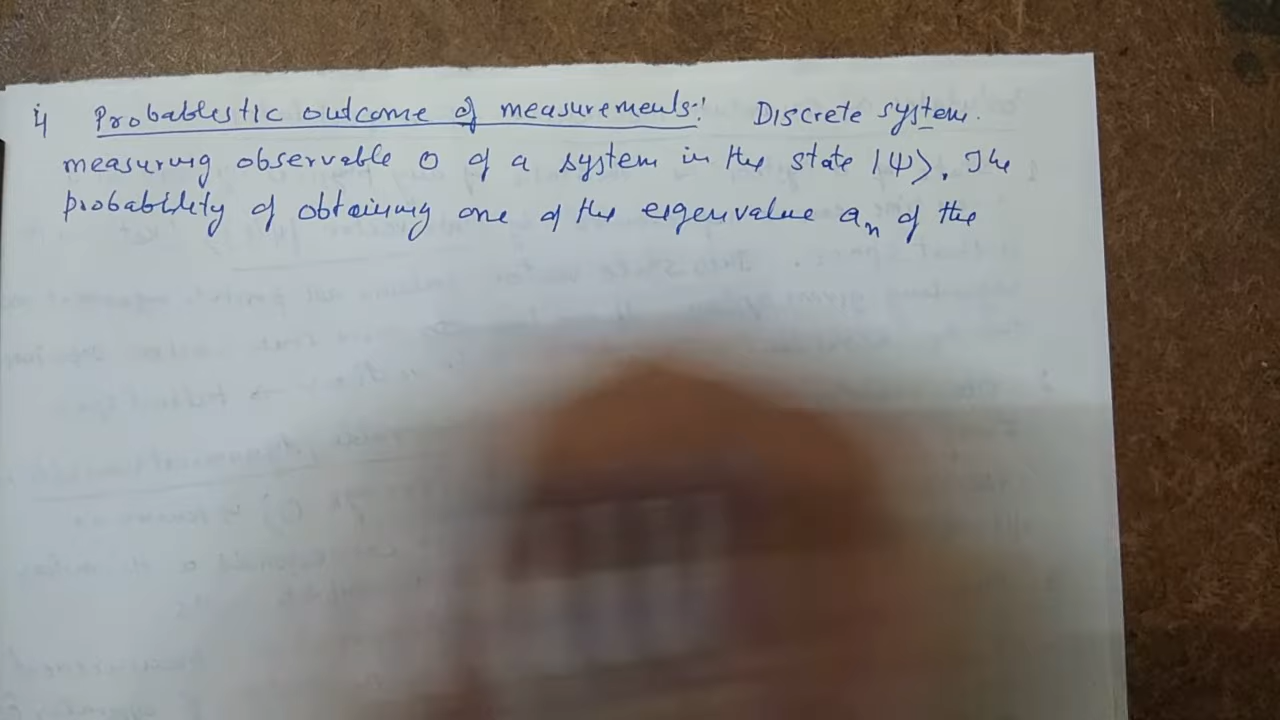 4 Probablestic outcome of measurements:' Discrete system.
measuring observable O of a system in the state |ψ⟩. The
probability of obtaining one of the eigenvalue aₙ of the